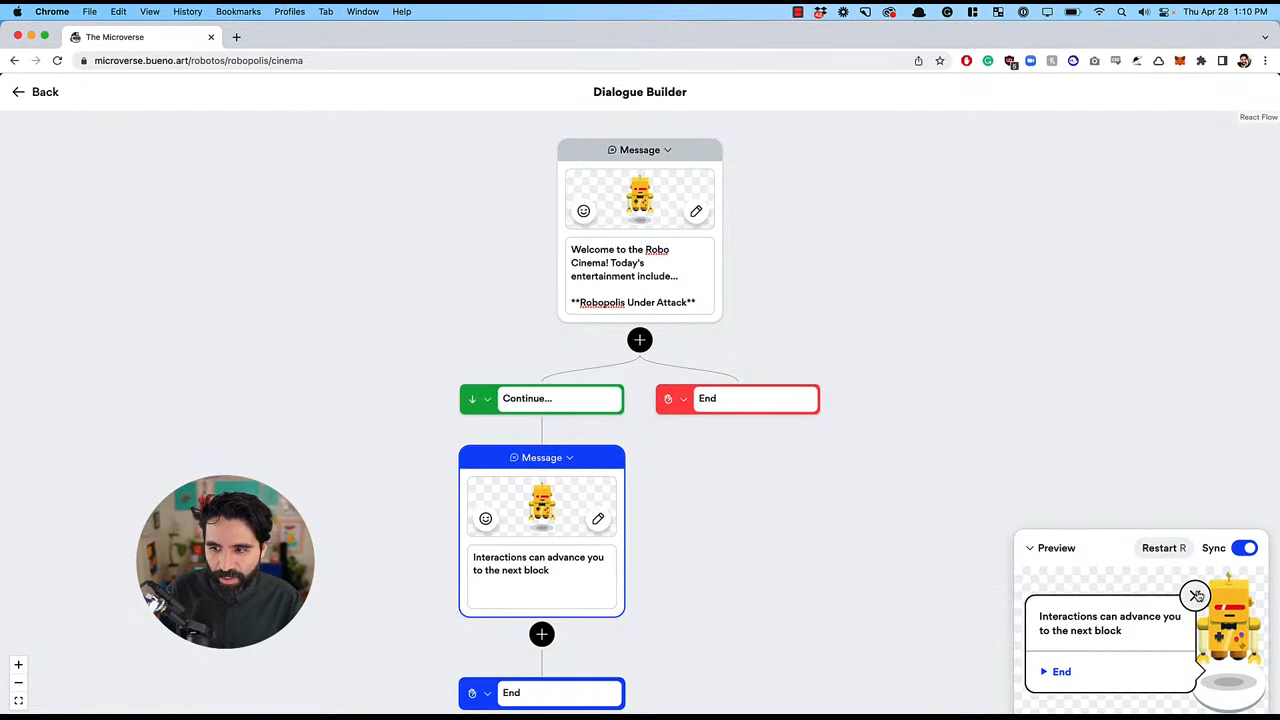 Chrome File Edit View History Bookmarks Profiles Tab Window Help
Thu Apr 28 1:10 PM
The Microverse
microverse.bueno.art/robotos/robopolis/cinema
Back
Dialogue Builder
React Flow
Message
Welcome to the Robo
Cinema! Today's
entertainment include...
**Robopolis Under Attack**
Continue...
End
Message
Interactions can advance you
to the next block
End
Preview
Restart R
Sync
Interactions can advance you
to the next block
End